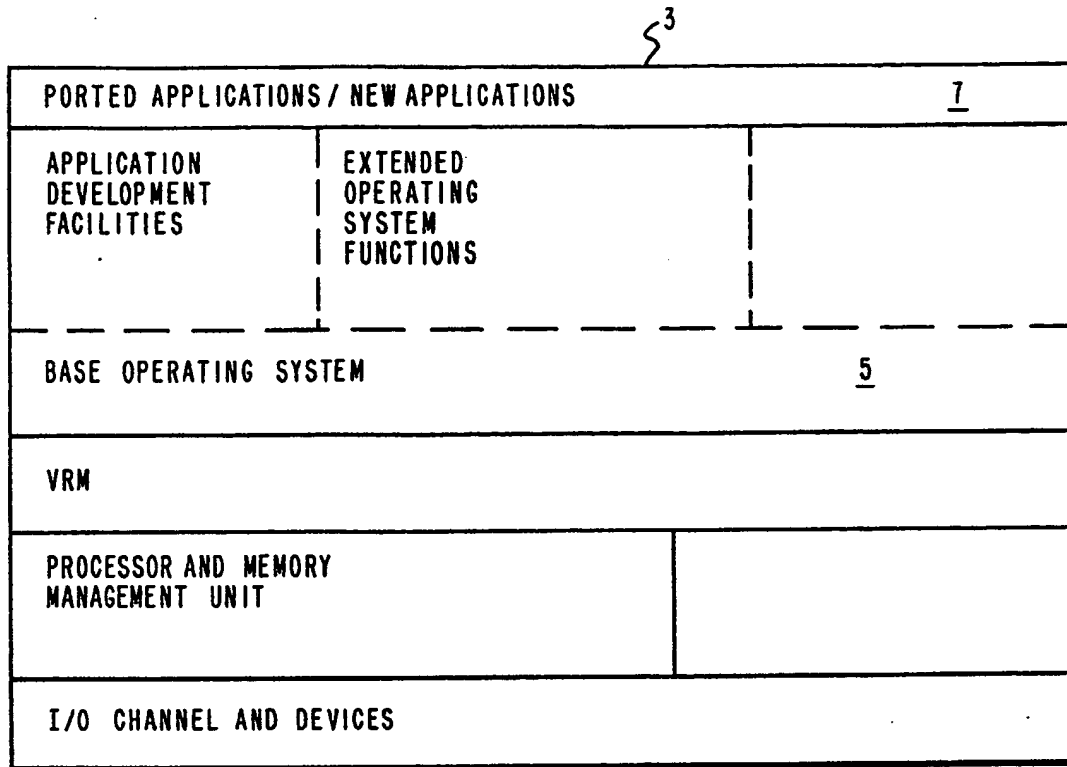 3
PORTED APPLICATIONS / NEW APPLICATIONS 7
APPLICATION
DEVELOPMENT
FACILITIES
EXTENDED
OPERATING
SYSTEM
FUNCTIONS
BASE OPERATING SYSTEM 5
VRM
PROCESSOR AND MEMORY
MANAGEMENT UNIT
I/O CHANNEL AND DEVICES